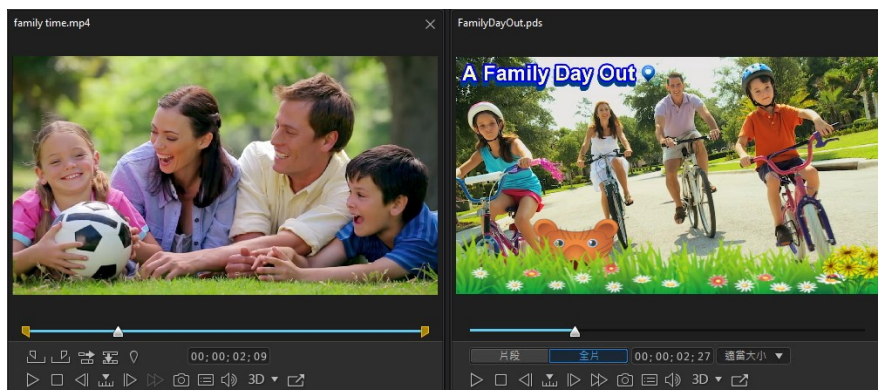 family time.mp4
FamilyDayOut.pds
A Family Day Out
00; 00; 02; 09
3D
片段 全片 00; 00; 02; 27 適當大小
3D